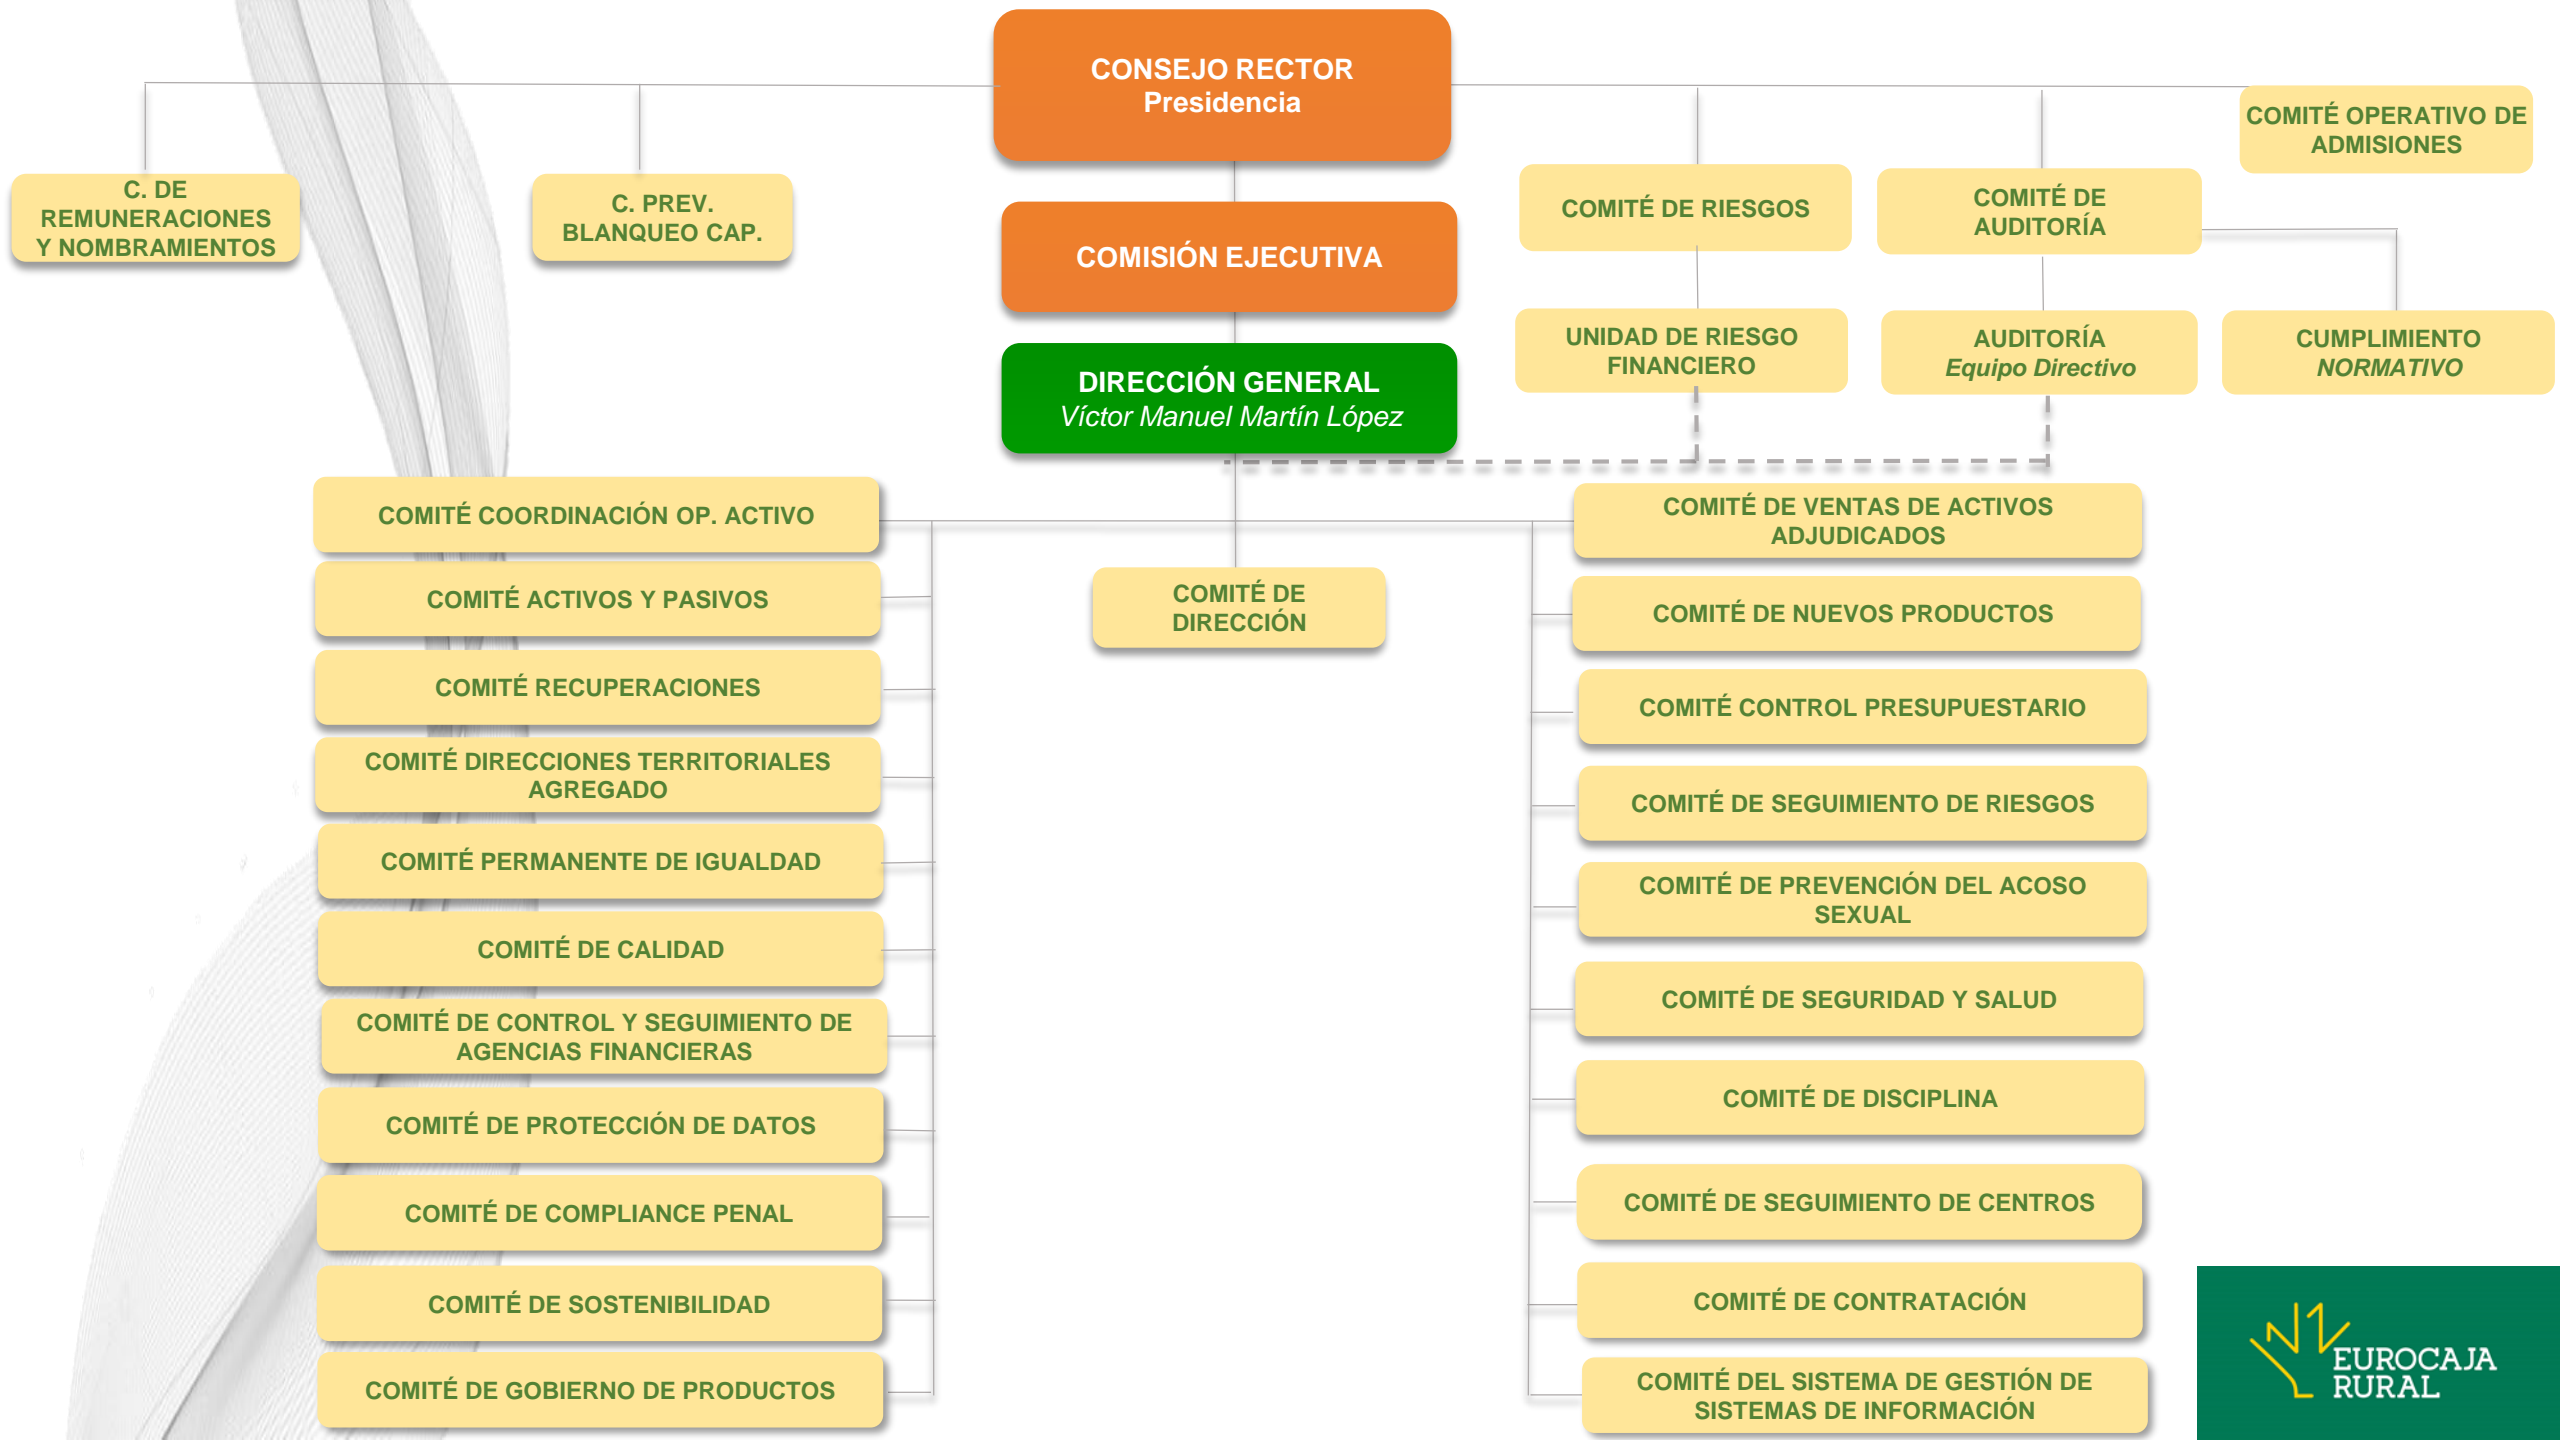 CONSEJO RECTOR
Presidencia
COMITÉ OPERATIVO DE
ADMISIONES
C. DE
REMUNERACIONES
Y NOMBRAMIENTOS
C. PREV.
BLANQUEO CAP.
COMISIÓN EJECUTIVA
COMITÉ DE RIESGOS
COMITÉ DE
AUDITORÍA
DIRECCIÓN GENERAL
Víctor Manuel Martín López
UNIDAD DE RIESGO
FINANCIERO
AUDITORÍA
Equipo Directivo
CUMPLIMIENTO
NORMATIVO
COMITÉ COORDINACIÓN OP. ACTIVO
COMITÉ ACTIVOS Y PASIVOS
COMITÉ RECUPERACIONES
COMITÉ DIRECCIONES TERRITORIALES
AGREGADO
COMITÉ PERMANENTE DE IGUALDAD
COMITÉ DE CALIDAD
COMITÉ DE CONTROL Y SEGUIMIENTO DE
AGENCIAS FINANCIERAS
COMITÉ DE PROTECCIÓN DE DATOS
COMITÉ DE COMPLIANCE PENAL
COMITÉ DE SOSTENIBILIDAD
COMITÉ DE GOBIERNO DE PRODUCTOS
COMITÉ DE
DIRECCIÓN
COMITÉ DE VENTAS DE ACTIVOS
ADJUDICADOS
COMITÉ DE NUEVOS PRODUCTOS
COMITÉ CONTROL PRESUPUESTARIO
COMITÉ DE SEGUIMIENTO DE RIESGOS
COMITÉ DE PREVENCIÓN DEL ACOSO
SEXUAL
COMITÉ DE SEGURIDAD Y SALUD
COMITÉ DE DISCIPLINA
COMITÉ DE SEGUIMIENTO DE CENTROS
COMITÉ DE CONTRATACIÓN
COMITÉ DEL SISTEMA DE GESTIÓN DE
SISTEMAS DE INFORMACIÓN
EUROCAJA
RURAL